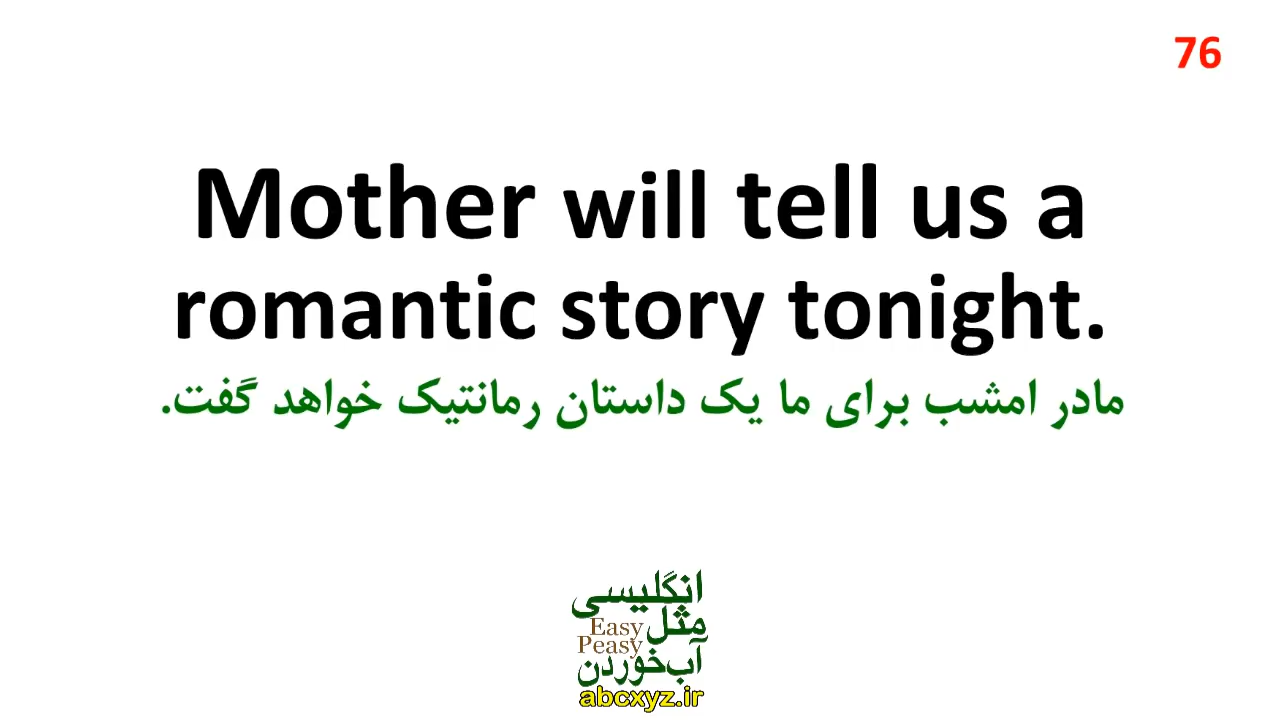 76
Mother will tell us a
romantic story tonight.
مادر امشب برای ما یک داستان رمانتیک خواهد گفت.
انگلیسی
مثل
Easy
Peasy
آب‌خوردن
abcxyz.ir